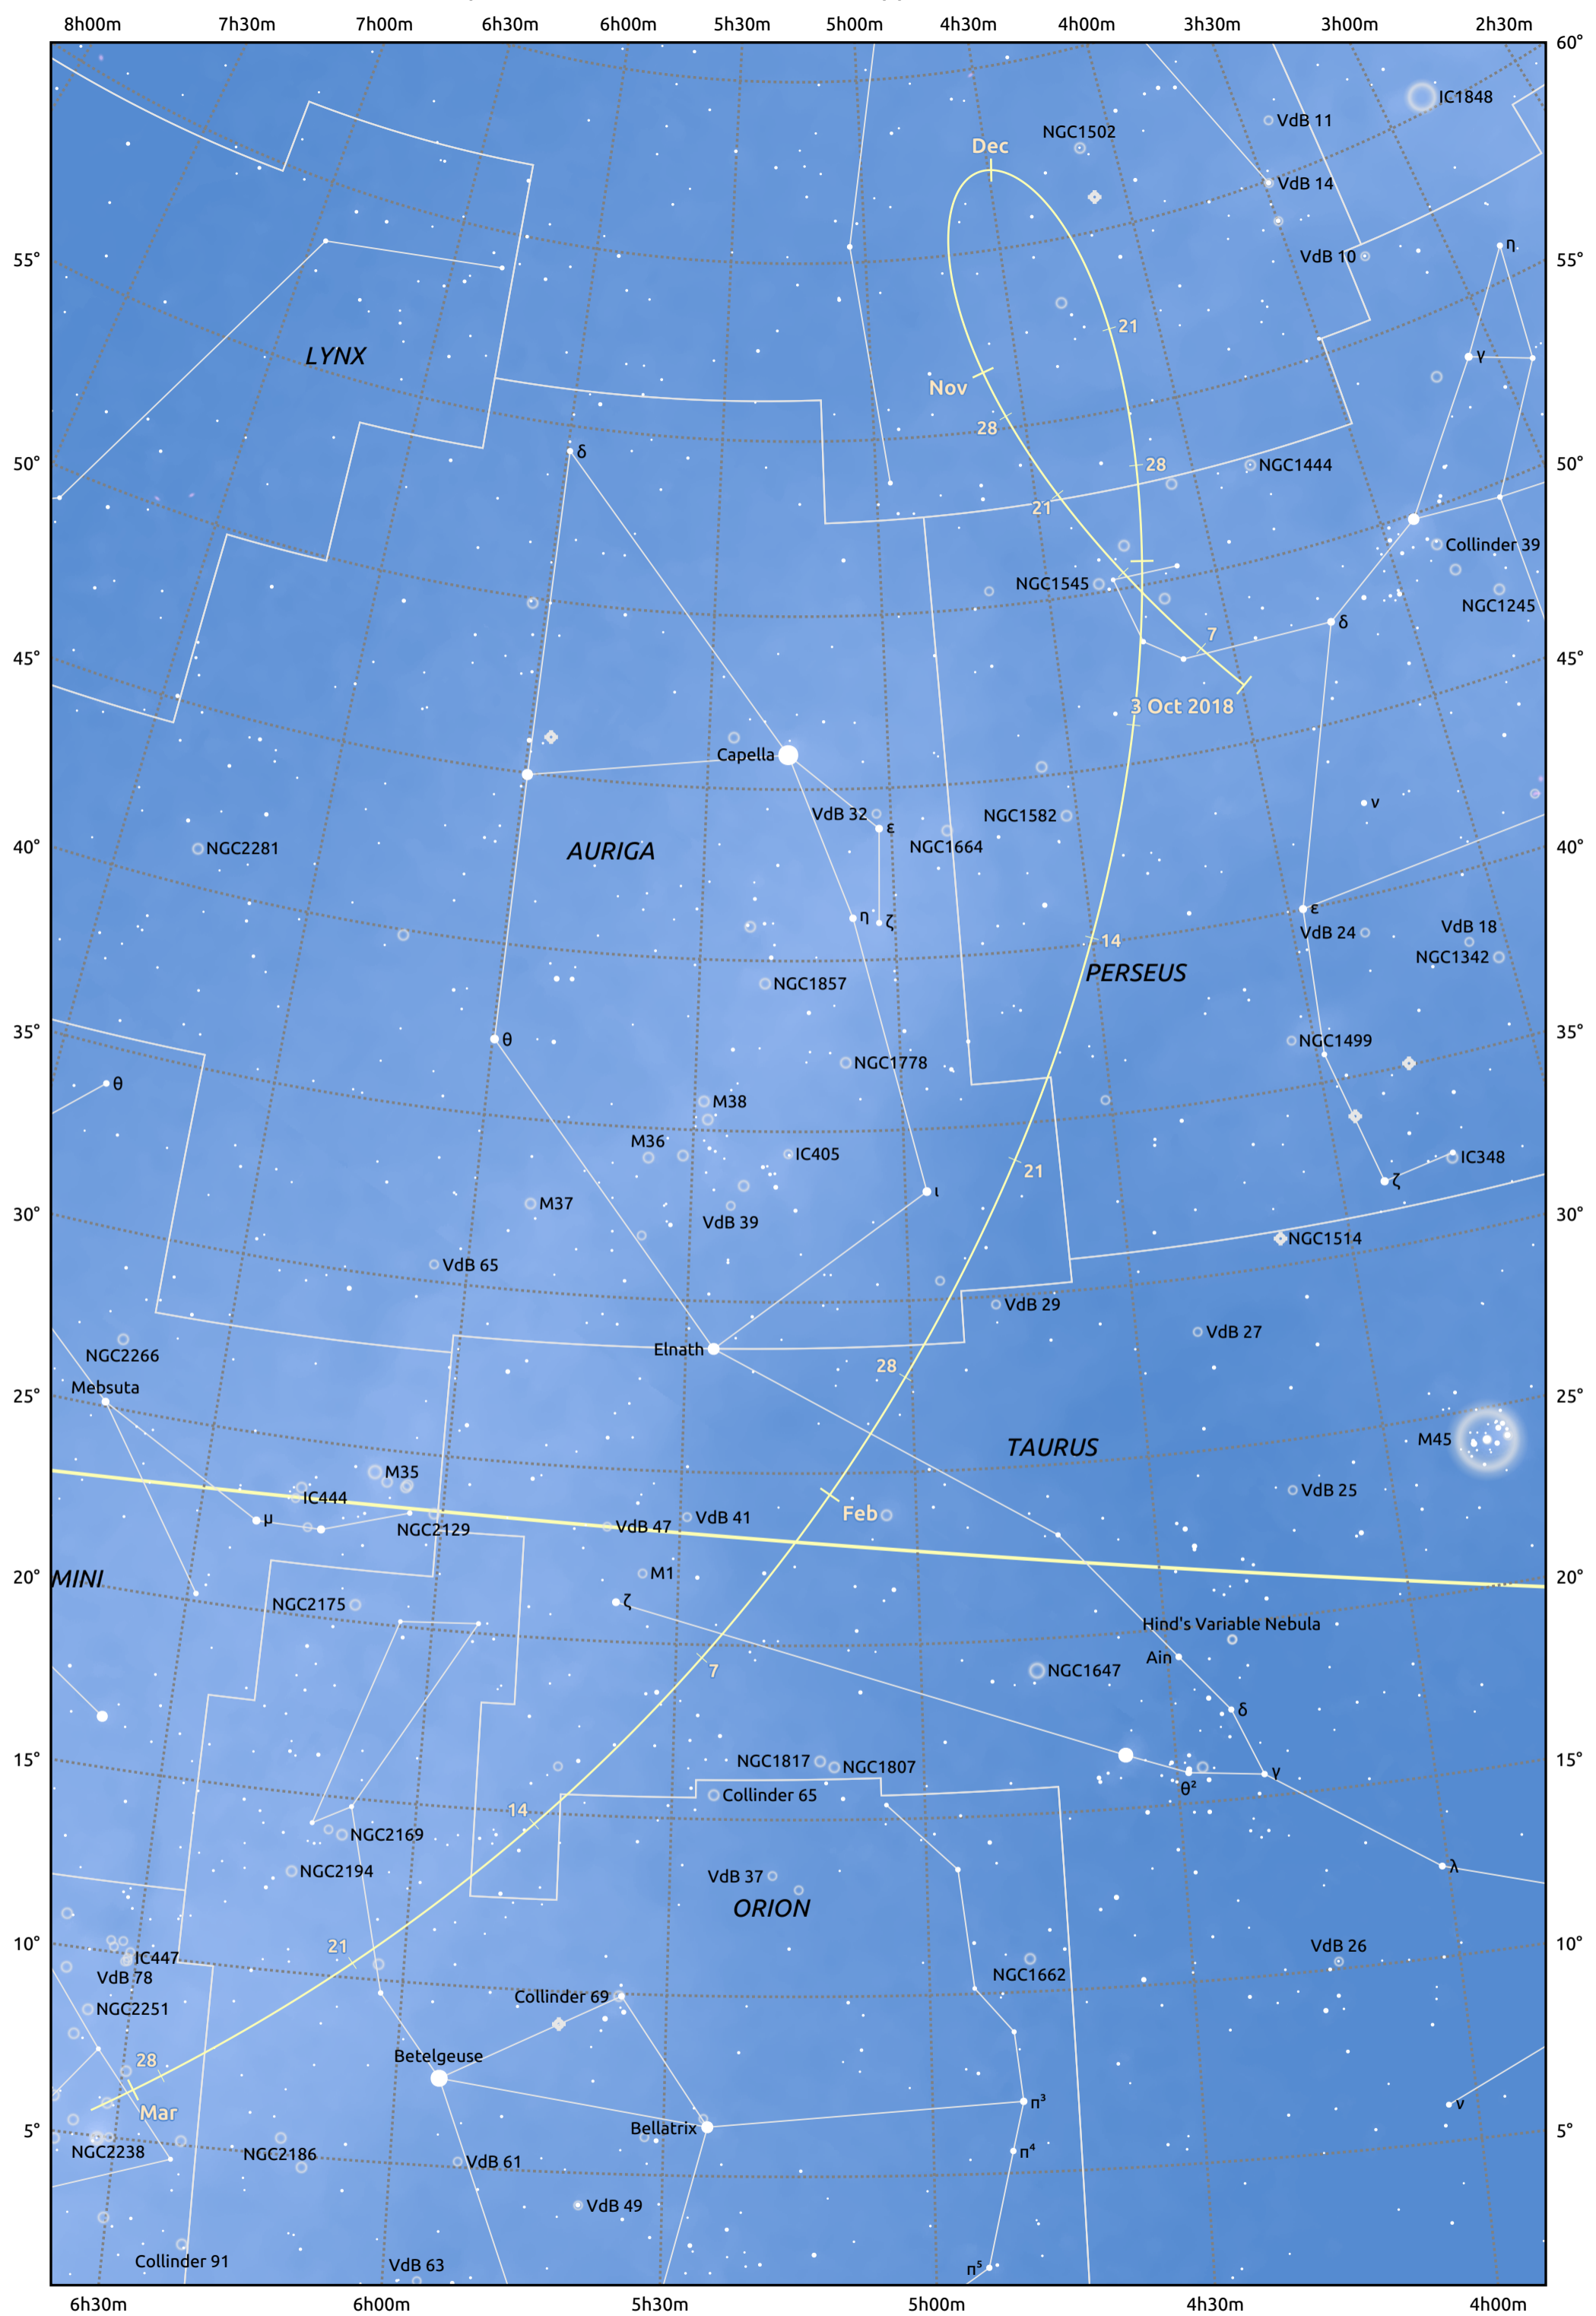 8h00m 7h30m 7h00m 6h30m 6h00m 5h30m 5h00m 4h30m 4h00m 3h30m 3h00m 2h30m
60°
IC1848
VdB 11
NGC1502
Dec
VdB 14
η
VdB 10
55° 55°
21
LYNX
γ
Nov
28
δ
50° 28 NGC1444 50°
21
Collinder 39
NGC1545
NGC1245
δ
7
45° 45°
3 Oct 2018
Capella
ν
VdB 32
NGC1582
ε
NGC1664
40° NGC2281 AURIGA 40°
ε
η ζ
VdB 18
VdB 24
14
NGC1342
PERSEUS
NGC1857
35° θ NGC1499 35°
NGC1778
θ
M38
M36
IC405
IC348
21
ζ
ι
M37
30° 30°
VdB 39
NGC1514
VdB 65
VdB 29
VdB 27
Elnath
NGC2266
28
Mebsuta
25° 25°
M45
TAURUS
M35
VdB 25
IC444
Feb
VdB 41
μ
VdB 47
NGC2129
M1
MINI
20° 20°
ζ
NGC2175
Hind's Variable Nebula
Ain
NGC1647
7
δ
15° NGC1817 NGC1807 15°
γ
θ²
Collinder 65
14
NGC2169
λ
NGC2194
VdB 37
ORION
10° 21 VdB 26 10°
IC447
NGC1662
VdB 78
Collinder 69
NGC2251
Betelgeuse
28
π³
ν
Mar
Bellatrix
5° 5°
NGC2238
NGC2186
π⁴
VdB 61
VdB 49
Collinder 91
VdB 63
π⁵
6h30m 6h00m 5h30m 5h00m 4h30m 4h00m